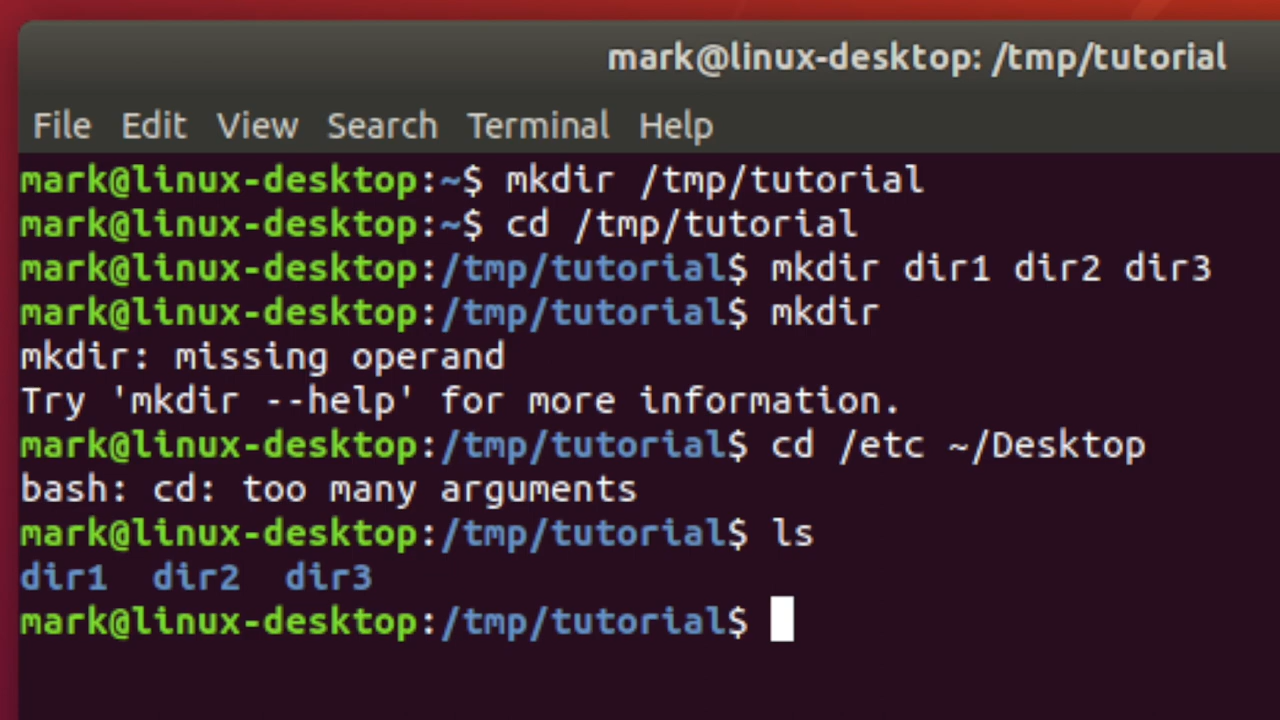 mark@linux-desktop: /tmp/tutorial
File Edit View Search Terminal Help
mark@linux-desktop:~$ mkdir /tmp/tutorial
mark@linux-desktop:~$ cd /tmp/tutorial
mark@linux-desktop:/tmp/tutorial$ mkdir dir1 dir2 dir3
mark@linux-desktop:/tmp/tutorial$ mkdir
mkdir: missing operand
Try 'mkdir --help' for more information.
mark@linux-desktop:/tmp/tutorial$ cd /etc ~/Desktop
bash: cd: too many arguments
mark@linux-desktop:/tmp/tutorial$ ls
dir1  dir2  dir3
mark@linux-desktop:/tmp/tutorial$